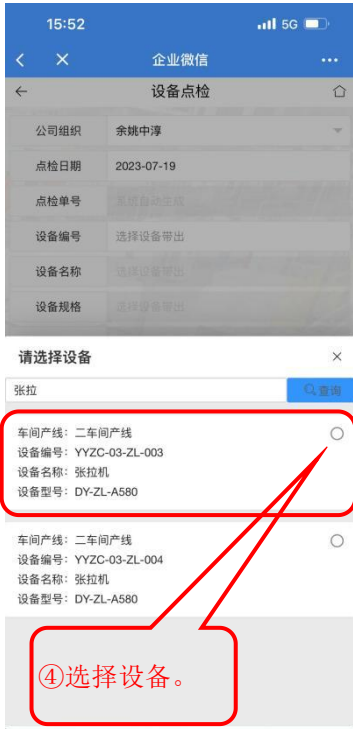 15:52
5G
企业微信
设备点检
公司组织 余姚中淳
点检日期 2023-07-19
点检单号 系统自动生成
设备编号 选择设备带出
设备名称 选择设备带出
设备规格 选择设备带出
请选择设备
张拉 查询
车间产线：二车间产线
设备编号：YYZC-03-ZL-003
设备名称：张拉机
设备型号：DY-ZL-A580
车间产线：二车间产线
设备编号：YYZC-03-ZL-004
设备名称：张拉机
设备型号：DY-ZL-A580
④选择设备。